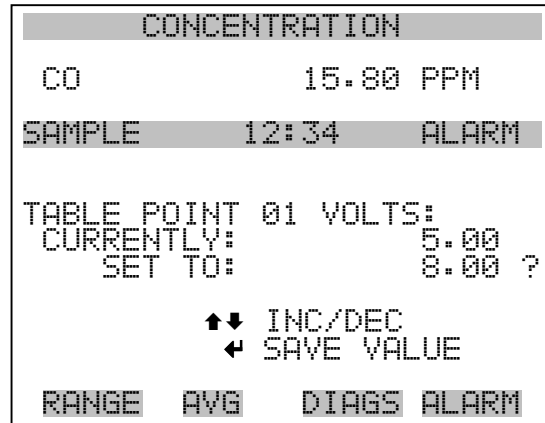 CONCENTRATION
CO 15.80 PPM
SAMPLE 12:34 ALARM
TABLE POINT 01 VOLTS:
CURRENTLY: 5.00
SET TO: 8.00 ?
⬆⬇ INC/DEC
↵ SAVE VALUE
RANGE AVG DIAGS ALARM